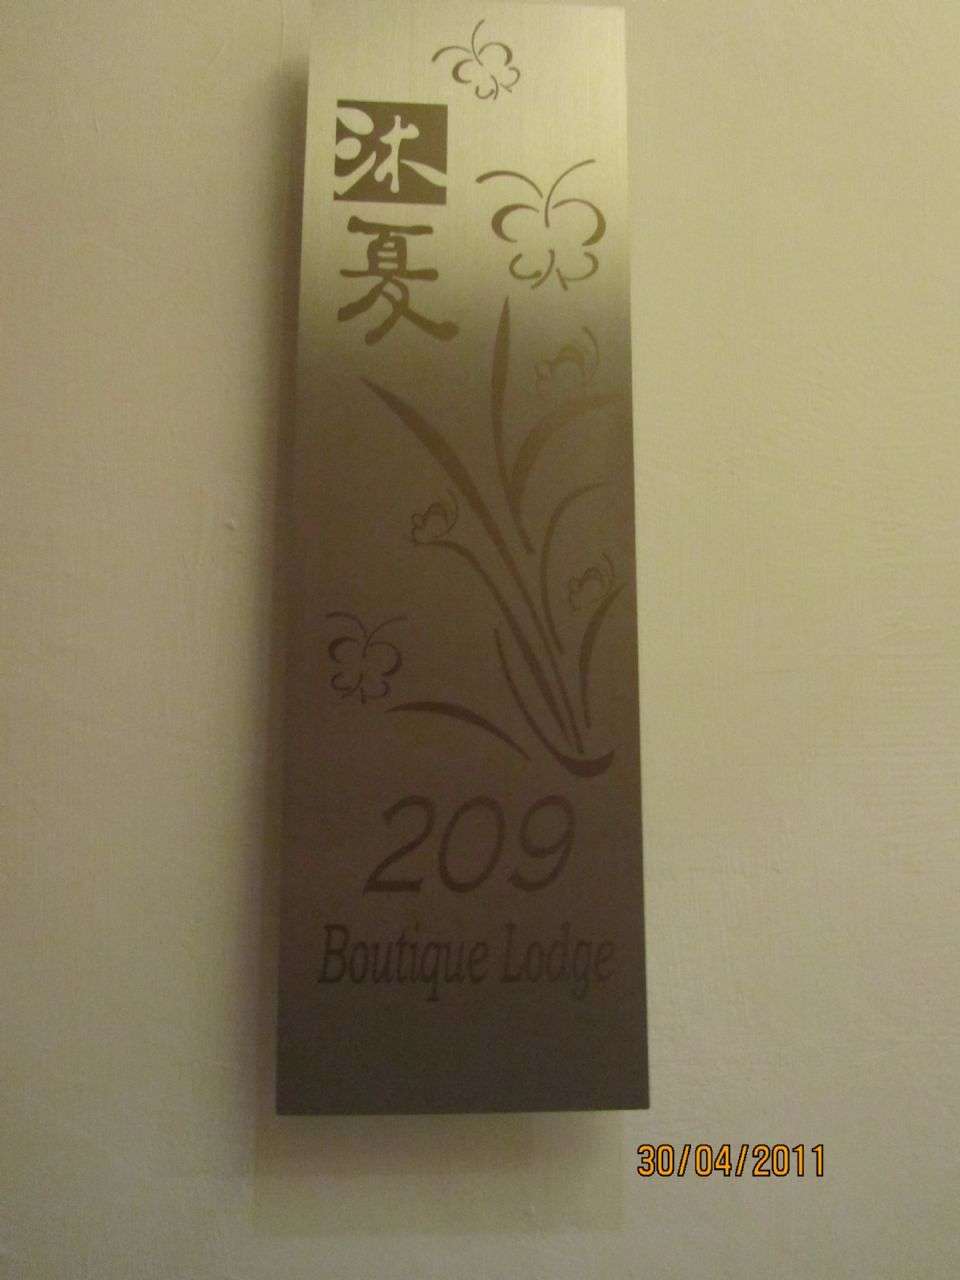 沐
夏
209
Boutique Lodge
30/04/2011